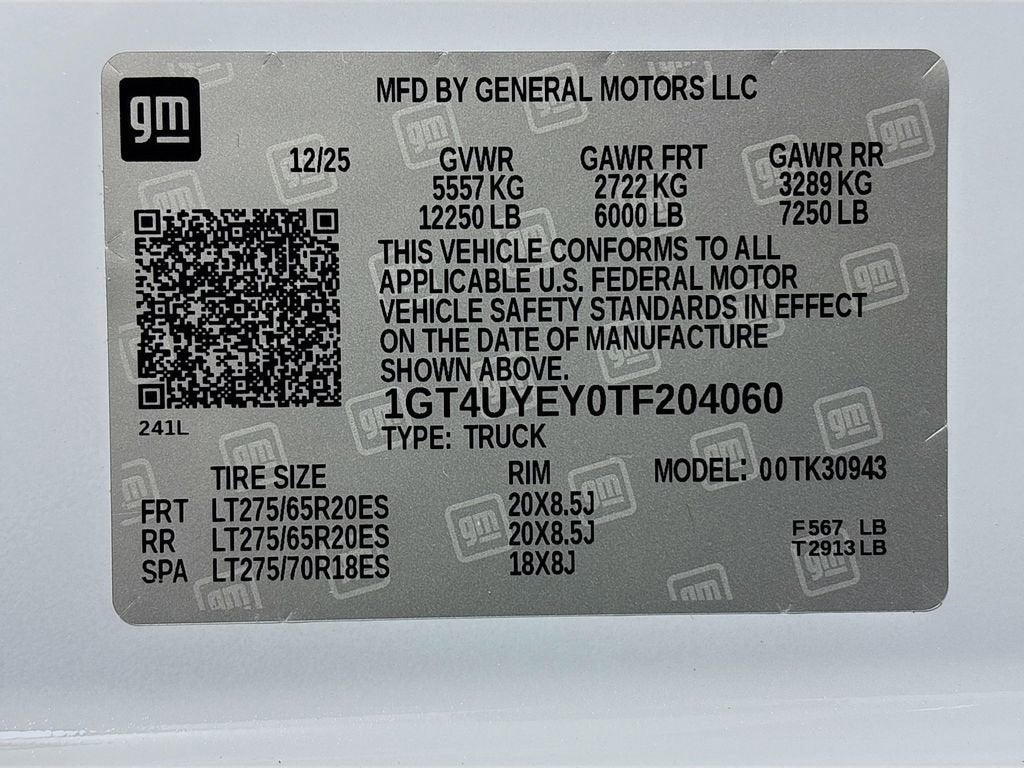 gm
MFD BY GENERAL MOTORS LLC
12/25 GVWR GAWR FRT GAWR RR
5557 KG 2722 KG 3289 KG
12250 LB 6000 LB 7250 LB
THIS VEHICLE CONFORMS TO ALL
APPLICABLE U.S. FEDERAL MOTOR
VEHICLE SAFETY STANDARDS IN EFFECT
ON THE DATE OF MANUFACTURE
SHOWN ABOVE.
1GT4UYEY0TF204060
241L
TYPE: TRUCK
TIRE SIZE RIM MODEL: 00TK30943
FRT LT275/65R20ES 20X8.5J
RR LT275/65R20ES 20X8.5J
SPA LT275/70R18ES 18X8J
F567 LB
T2913 LB